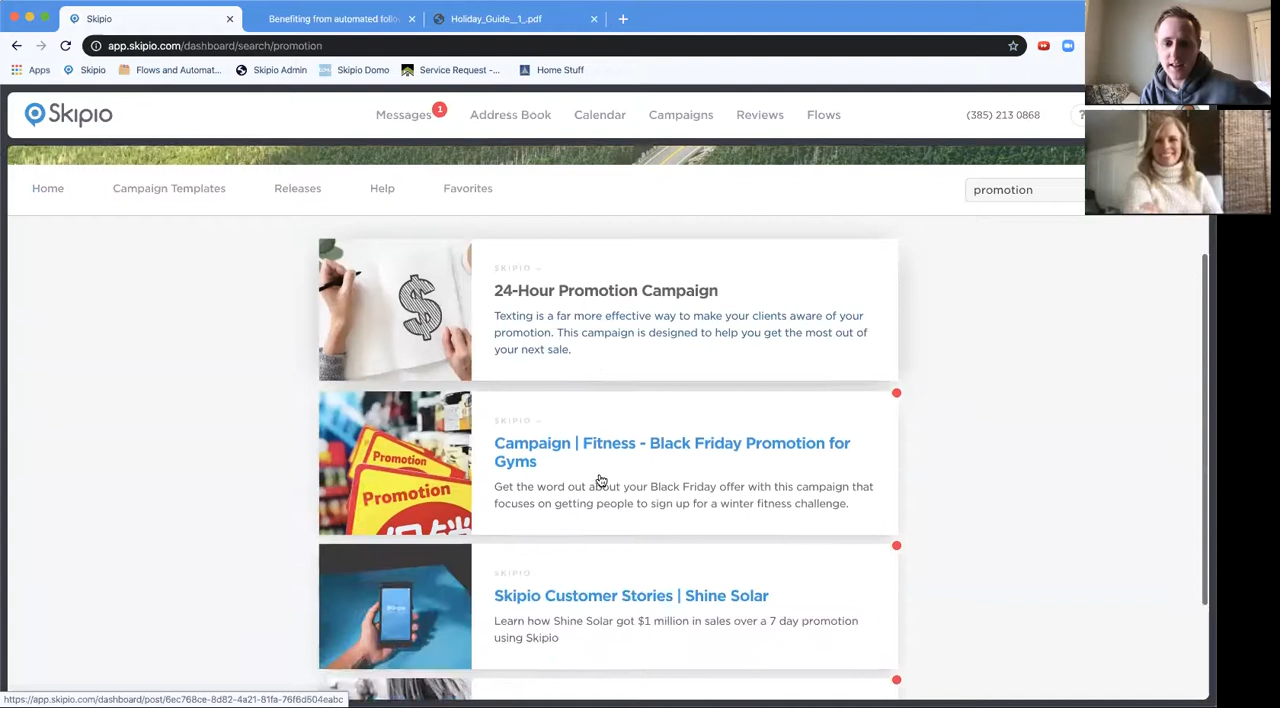 Skipio
Benefiting from automated follo
Holiday_Guide__1_.pdf
app.skipio.com/dashboard/search/promotion
Apps
Skipio
Flows and Automat...
Skipio Admin
Skipio Domo
Service Request -...
Home Stuff
Skipio
Messages
1
Address Book
Calendar
Campaigns
Reviews
Flows
(385) 213 0868
?
Home
Campaign Templates
Releases
Help
Favorites
promotion
SKIPIO —
24-Hour Promotion Campaign
Texting is a far more effective way to make your clients aware of your
promotion. This campaign is designed to help you get the most out of
your next sale.
Promotion
Promotion
SKIPIO —
Campaign | Fitness - Black Friday Promotion for
Gyms
Get the word out about your Black Friday offer with this campaign that
focuses on getting people to sign up for a winter fitness challenge.
SKIPIO
Skipio Customer Stories | Shine Solar
Learn how Shine Solar got $1 million in sales over a 7 day promotion
using Skipio
https://app.skipio.com/dashboard/post/6ec768ce-8d82-4a21-81fa-76f6d504eabc